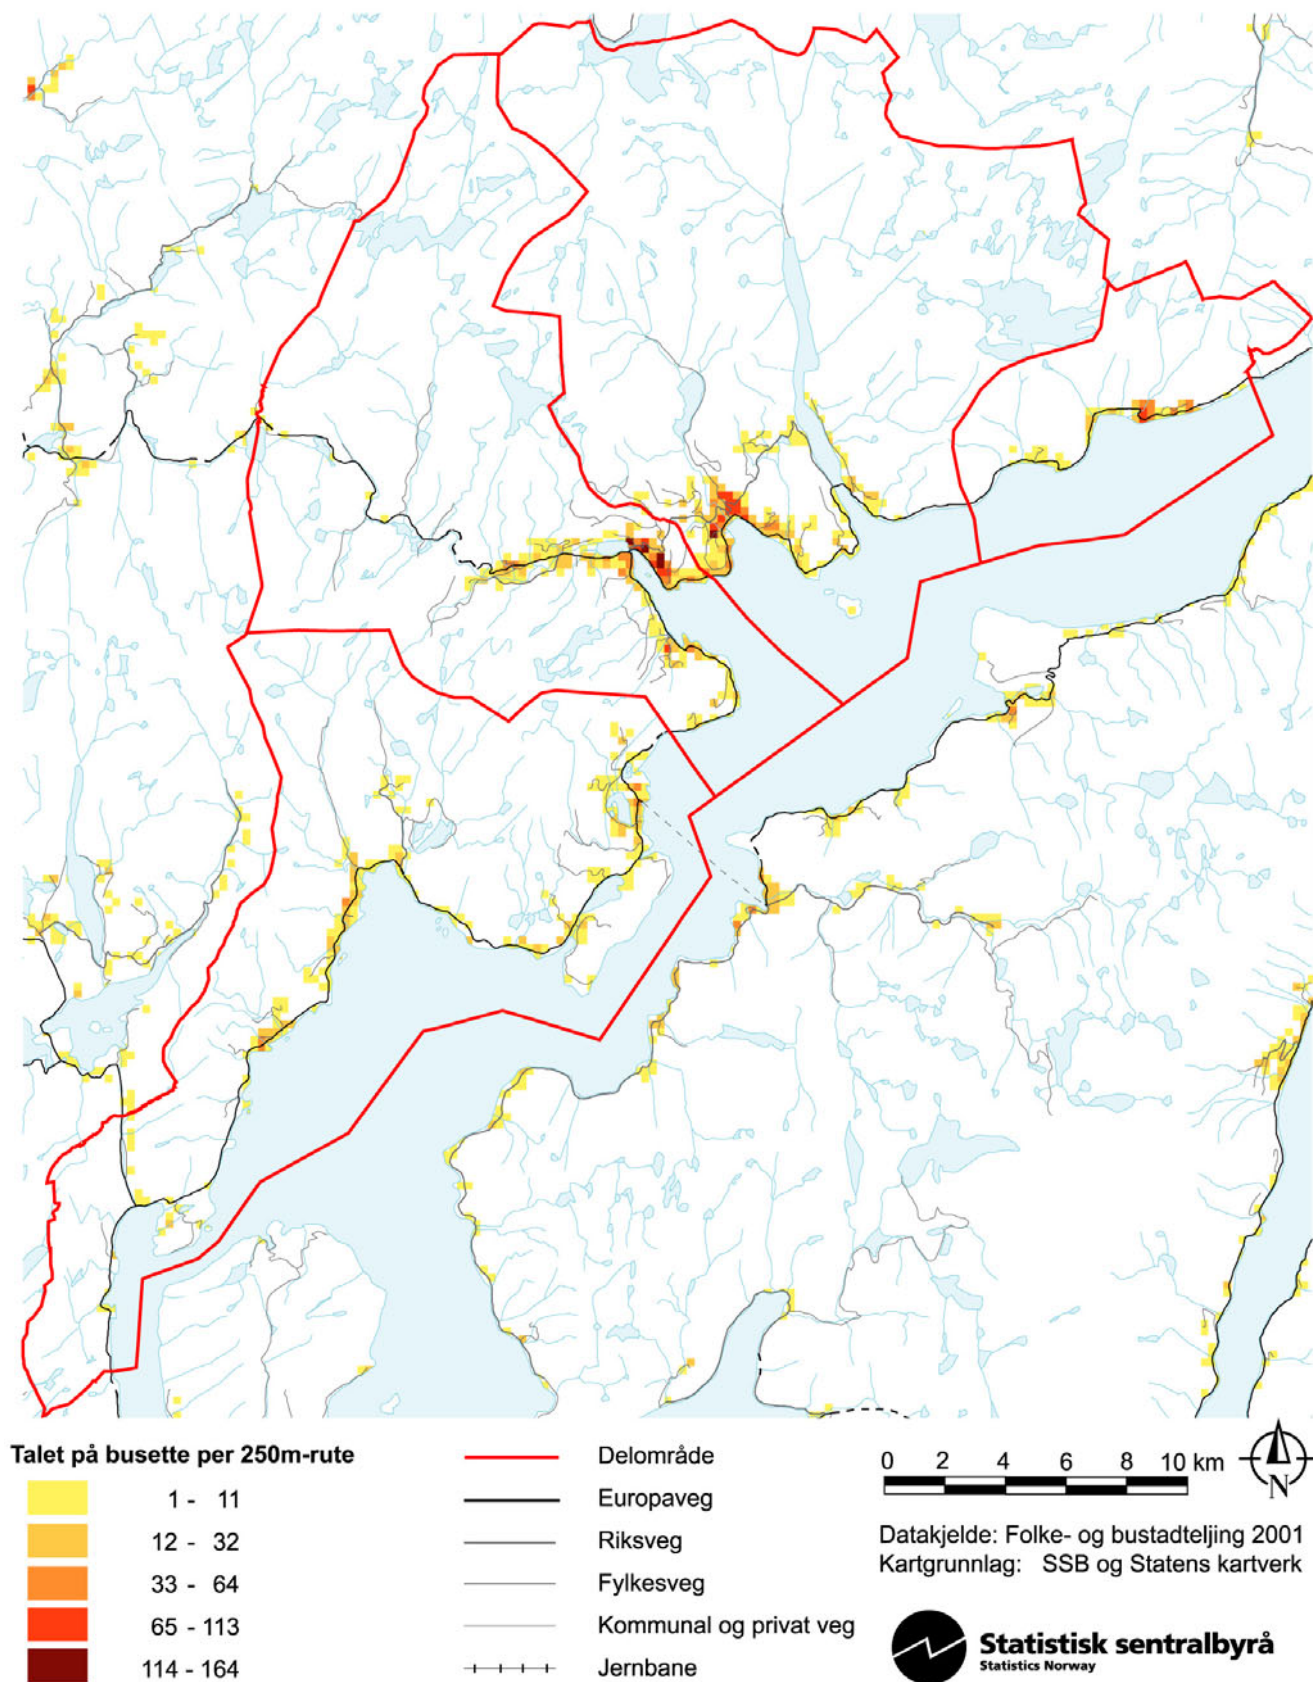 Talet på busette per 250m-rute
1 - 11
12 - 32
33 - 64
65 - 113
114 - 164
Delområde
Europaveg
Riksveg
Fylkesveg
Kommunal og privat veg
Jernbane
0 2 4 6 8 10 km
N
Datakjelde: Folke- og bustadteljing 2001
Kartgrunnlag: SSB og Statens kartverk
Statistisk sentralbyrå
Statistics Norway